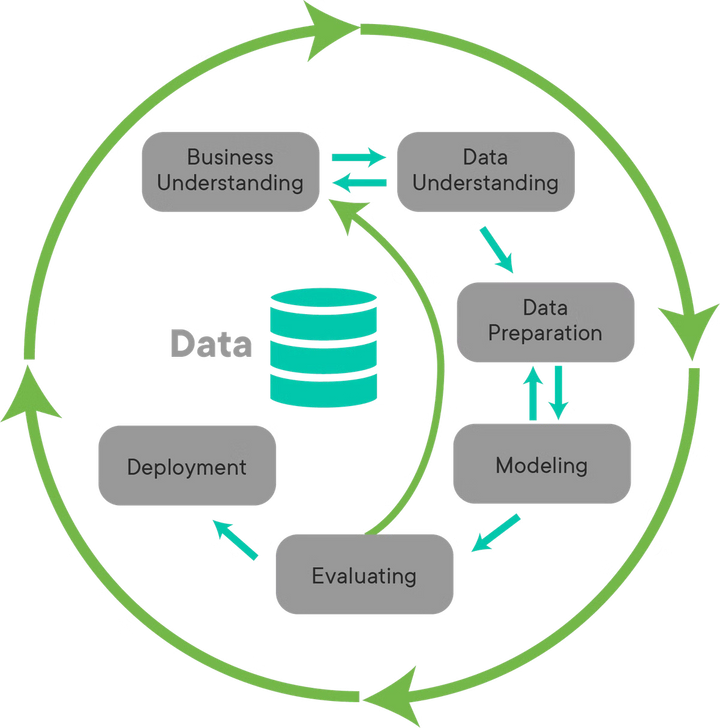 Business
Understanding
Data
Understanding
Data
Preparation
Data
Modeling
Deployment
Evaluating